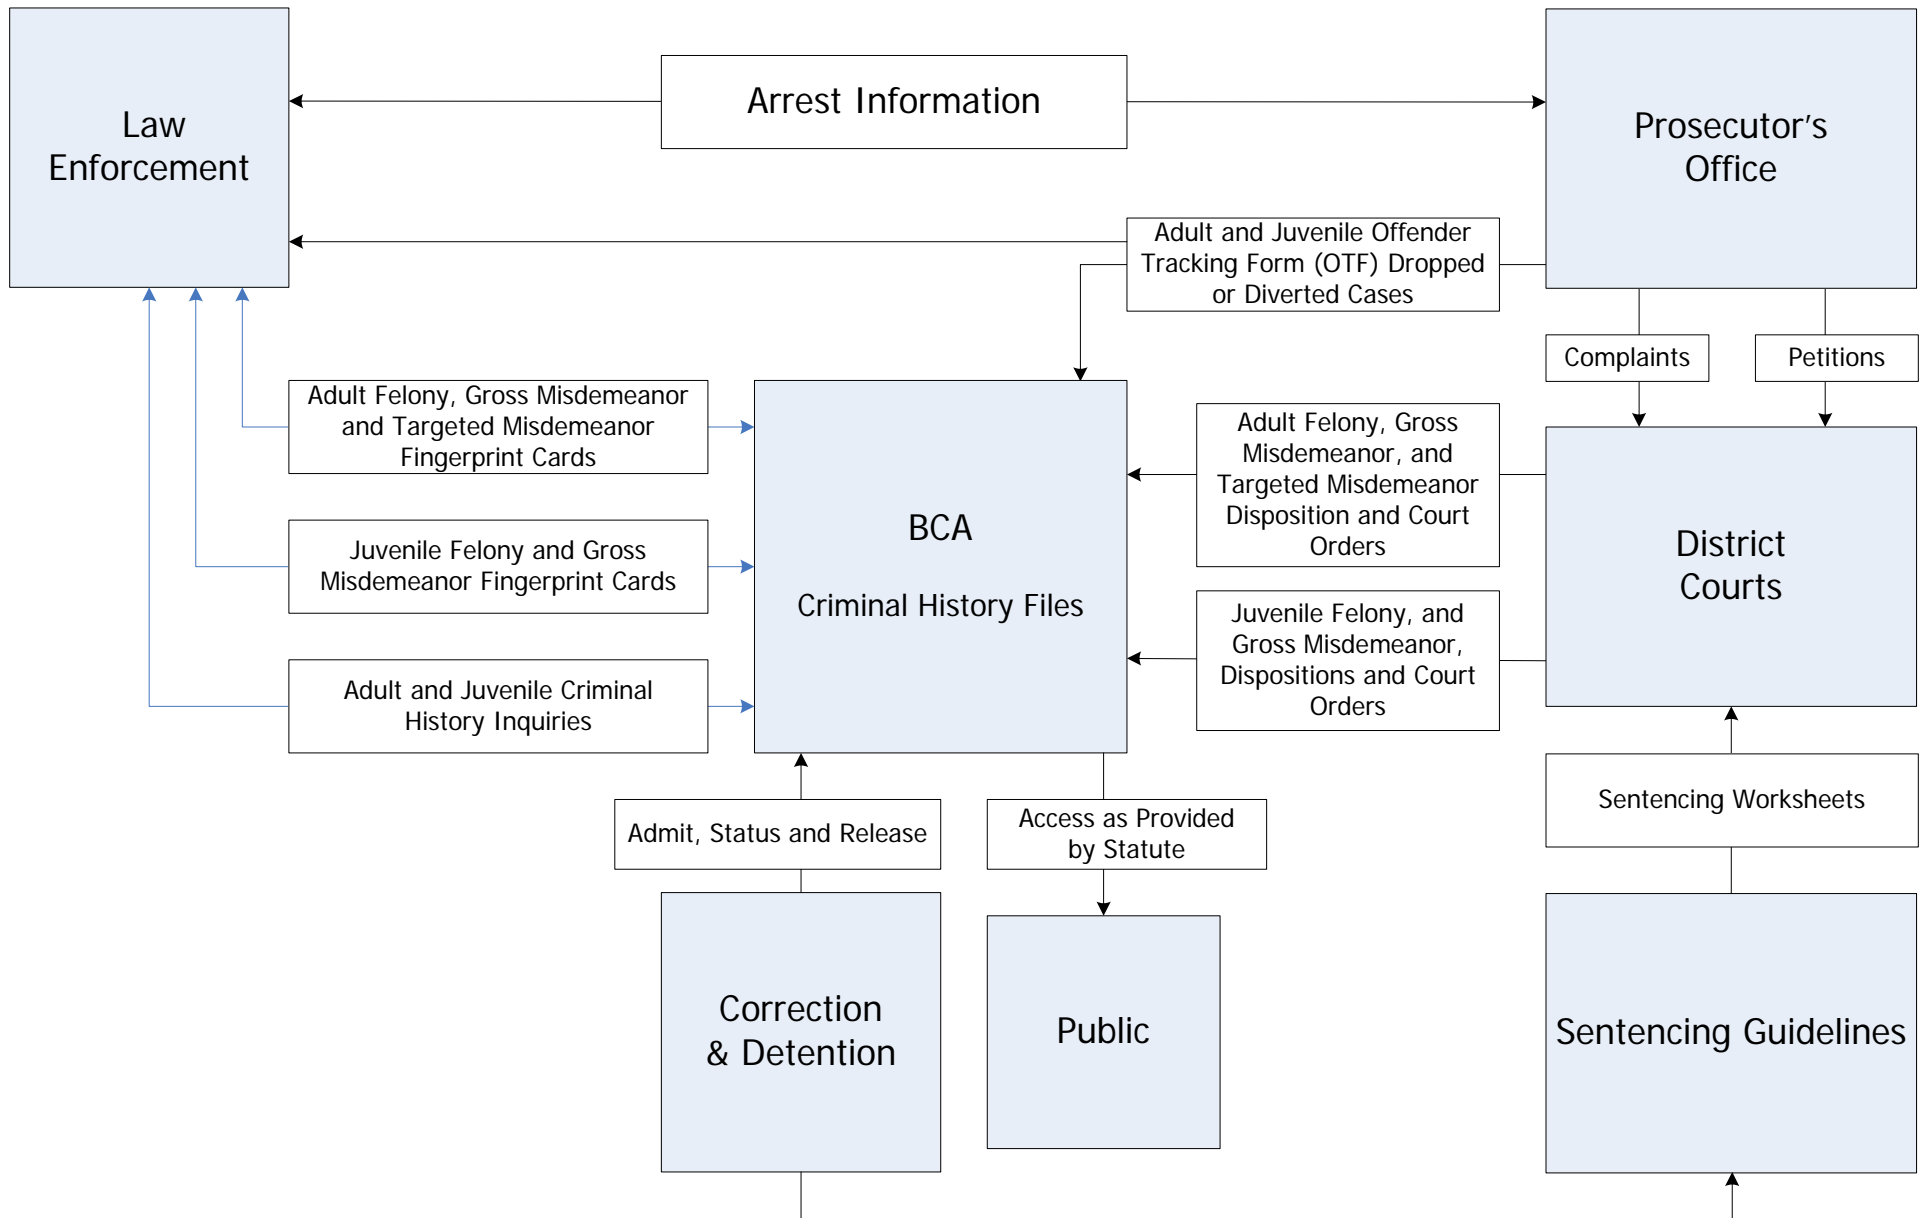 Law
Enforcement
Arrest Information
Prosecutor's
Office
Adult and Juvenile Offender
Tracking Form (OTF) Dropped
or Diverted Cases
Complaints
Petitions
Adult Felony, Gross Misdemeanor
and Targeted Misdemeanor
Fingerprint Cards
Juvenile Felony and Gross
Misdemeanor Fingerprint Cards
Adult and Juvenile Criminal
History Inquiries
BCA
Criminal History Files
Adult Felony, Gross
Misdemeanor, and
Targeted Misdemeanor
Disposition and Court
Orders
Juvenile Felony, and
Gross Misdemeanor,
Dispositions and Court
Orders
District
Courts
Admit, Status and Release
Access as Provided
by Statute
Sentencing Worksheets
Correction
& Detention
Public
Sentencing Guidelines